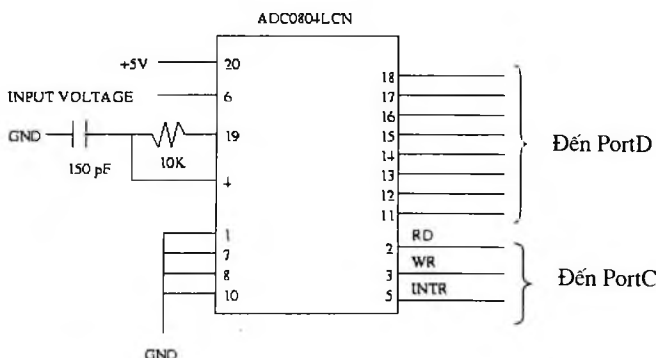 ADC0804LCN
+5V
20
INPUT VOLTAGE
6
GND
150 pF
10K
19
4
1
7
8
10
GND
18
17
16
15
14
13
12
11
Đến PortD
RD
2
WR
3
INTR
5
Đến PortC